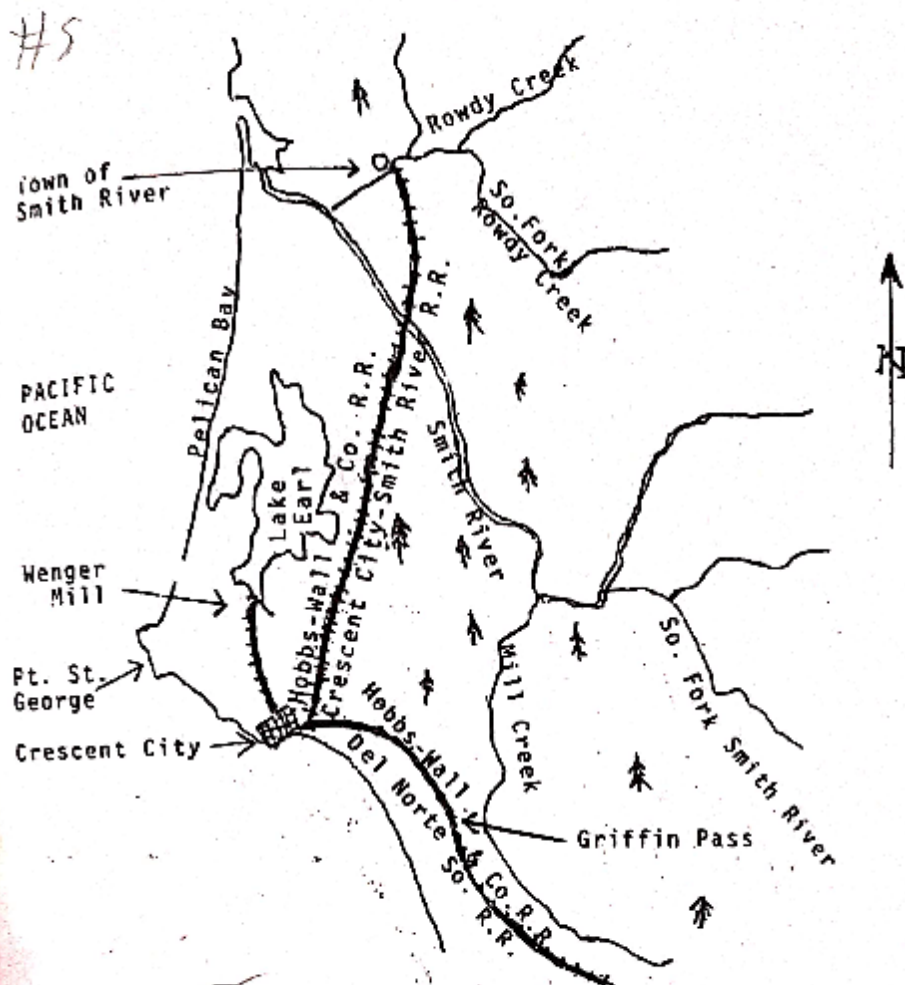 #5
Rowdy Creek
Town of
Smith River
So. Fork
Rowdy Creek
Pelican Bay
PACIFIC
OCEAN
N
Lake
Earl
Hobbs-Wall & Co. R.R.
Crescent City-Smith River R.R.
Smith River
Wenger
Mill
Pt. St.
George
Crescent City
Hobbs-Wall & Co. R.R.
Del Norte So. R.R.
Mill Creek
So. Fork Smith River
Griffin Pass